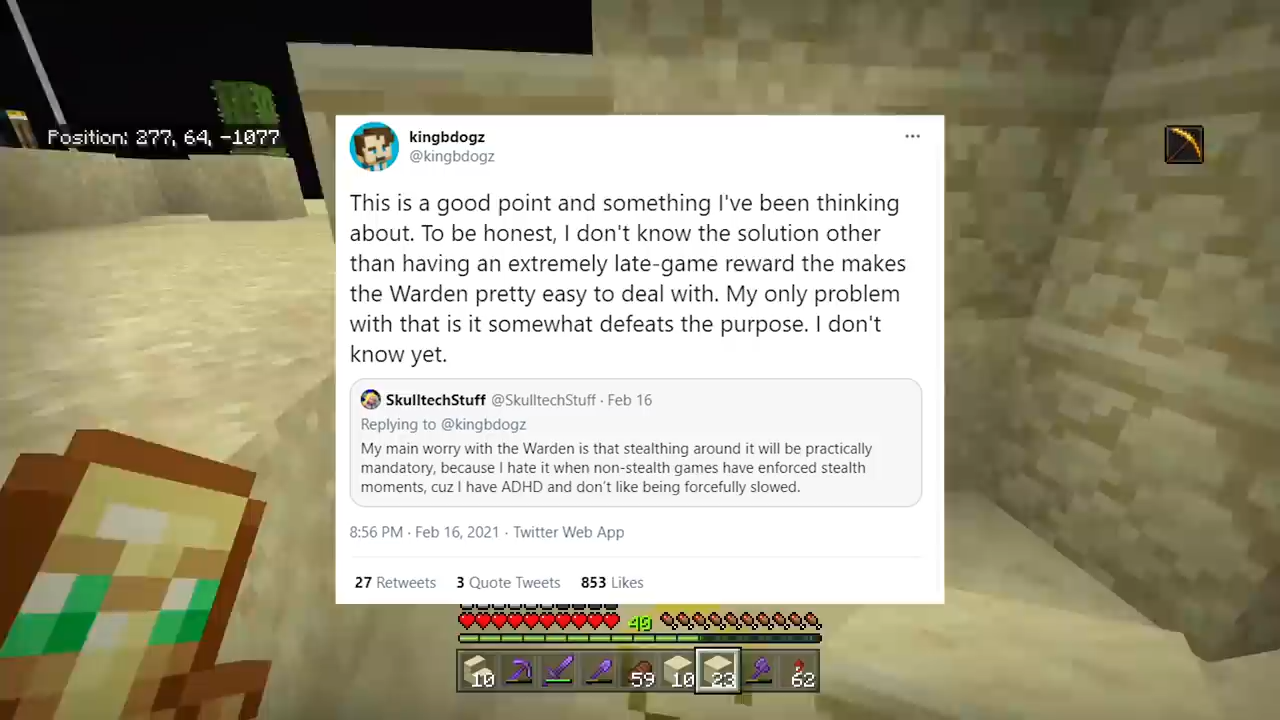 Position: 277, 64, -1077
kingbdogz
@kingbdogz
This is a good point and something I've been thinking
about. To be honest, I don't know the solution other
than having an extremely late-game reward the makes
the Warden pretty easy to deal with. My only problem
with that is it somewhat defeats the purpose. I don't
know yet.
SkulltechStuff @SkulltechStuff · Feb 16
Replying to @kingbdogz
My main worry with the Warden is that stealthing around it will be practically
mandatory, because I hate it when non-stealth games have enforced stealth
moments, cuz I have ADHD and don't like being forcefully slowed.
8:56 PM · Feb 16, 2021 · Twitter Web App
27 Retweets 3 Quote Tweets 853 Likes
40
10 59 10 23 62